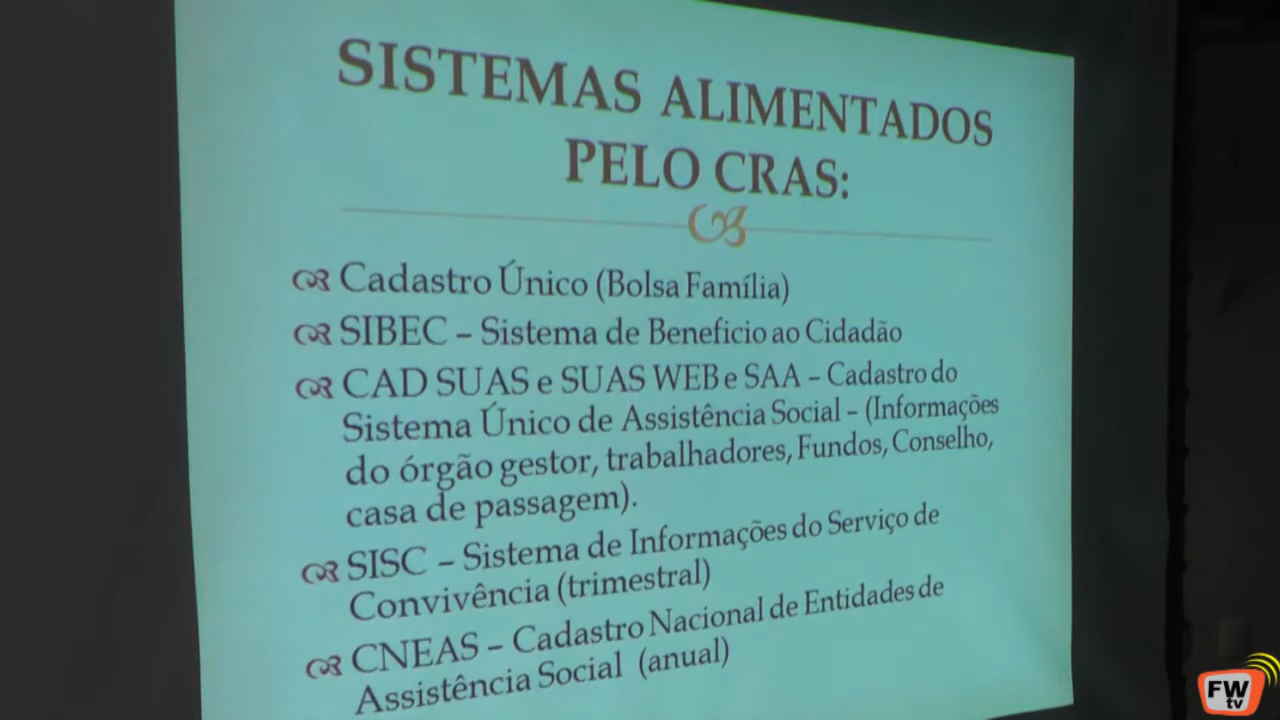 SISTEMAS ALIMENTADOS
PELO CRAS:
Cadastro Único (Bolsa Família)
SIBEC – Sistema de Beneficio ao Cidadão
CAD SUAS e SUAS WEB e SAA – Cadastro do
Sistema Único de Assistência Social – (Informações
do órgão gestor, trabalhadores, Fundos, Conselho,
casa de passagem).
SISC – Sistema de Informações do Serviço de
Convivência (trimestral)
CNEAS – Cadastro Nacional de Entidades de
Assistência Social (anual)
FW
tv